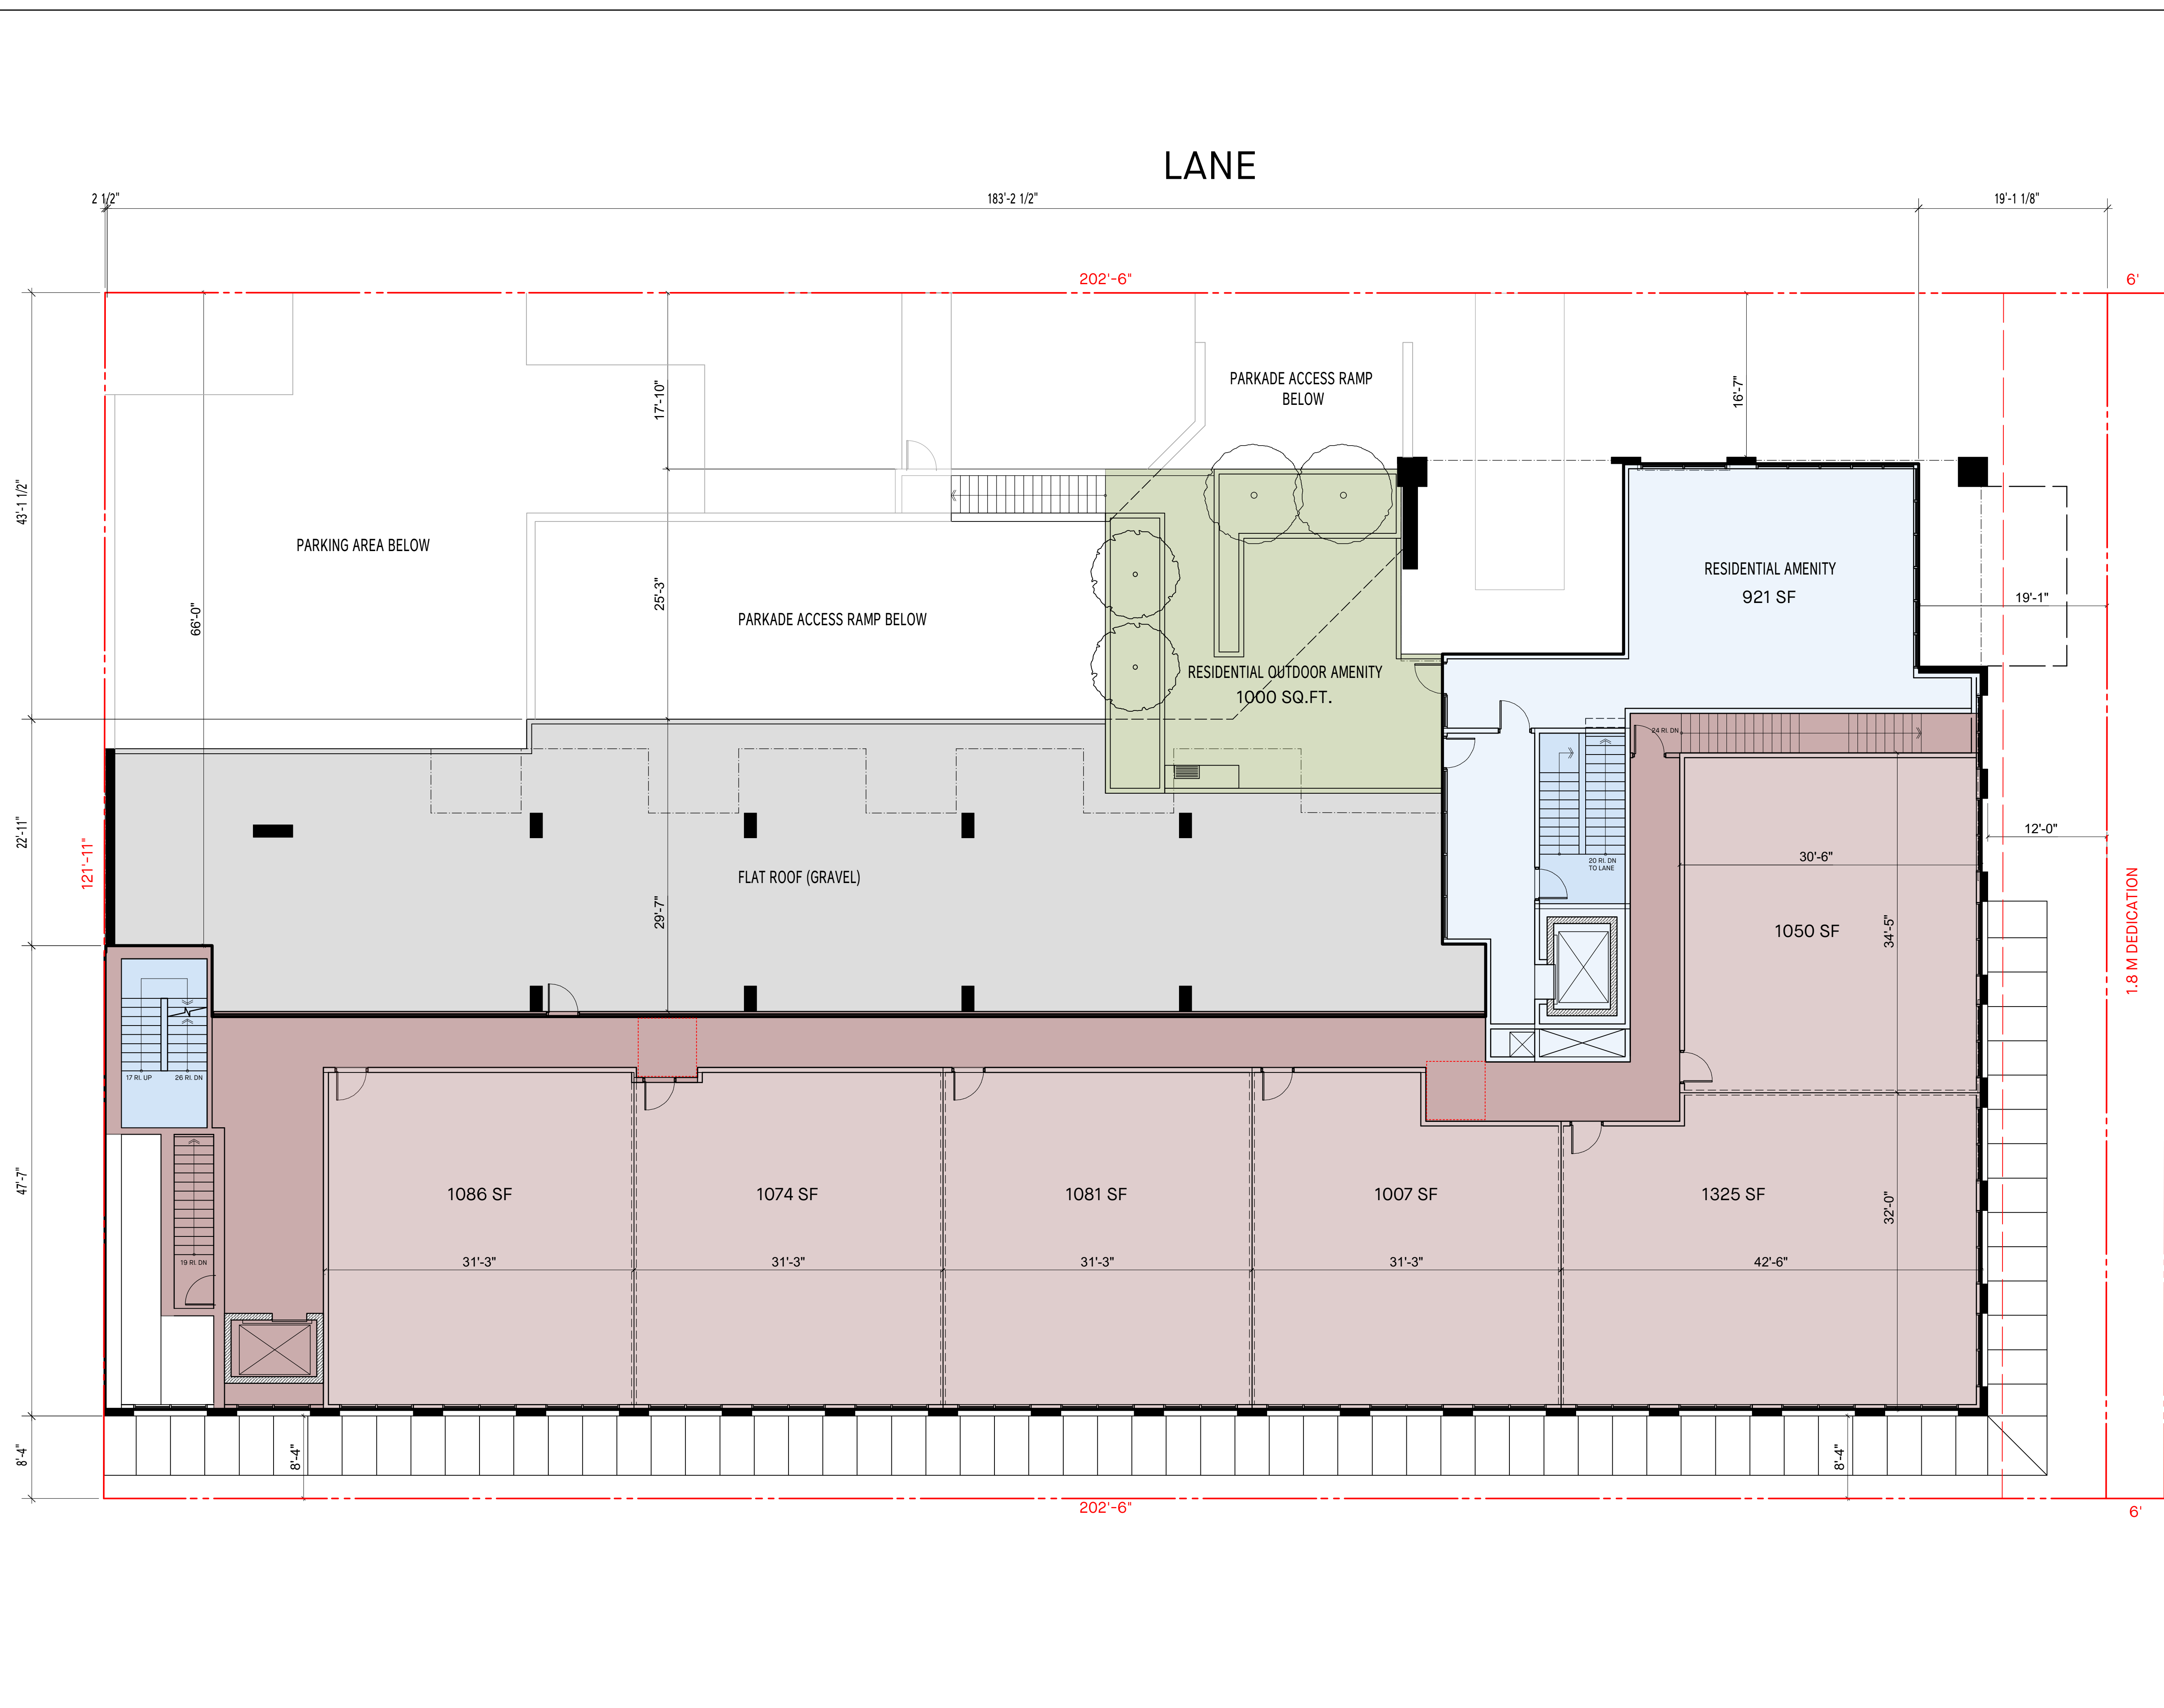 LANE
2 1/2"
183'-2 1/2"
19'-1 1/8"
202'-6"
6'
PARKADE ACCESS RAMP
BELOW
17'-10"
16'-7"
43'-1 1/2"
PARKING AREA BELOW
RESIDENTIAL AMENITY
921 SF
25'-3"
19'-1"
66'-0"
PARKADE ACCESS RAMP BELOW
RESIDENTIAL OUTDOOR AMENITY
1000 SQ.FT.
24 RI. DN
22'-11"
121'-11"
12'-0"
30'-6"
20 RI. DN
TO LANE
FLAT ROOF (GRAVEL)
29'-7"
1050 SF
34'-5"
1.8 M DEDICATION
17 RI. UP
26 RI. DN
47'-7"
1086 SF
1074 SF
1081 SF
1007 SF
1325 SF
32'-0"
19 RI. DN
31'-3"
31'-3"
31'-3"
31'-3"
42'-6"
8'-4"
8'-4"
8'-4"
202'-6"
6'